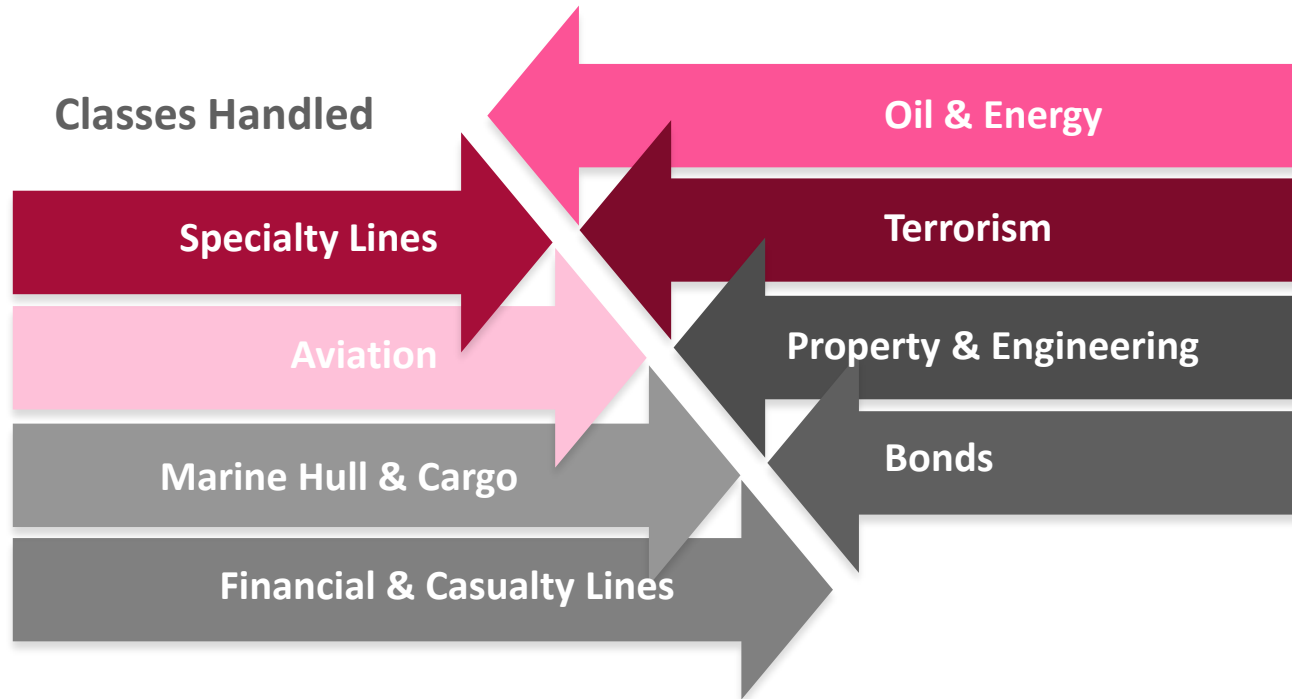 Classes Handled
Oil & Energy
Specialty Lines
Terrorism
Aviation
Property & Engineering
Marine Hull & Cargo
Bonds
Financial & Casualty Lines